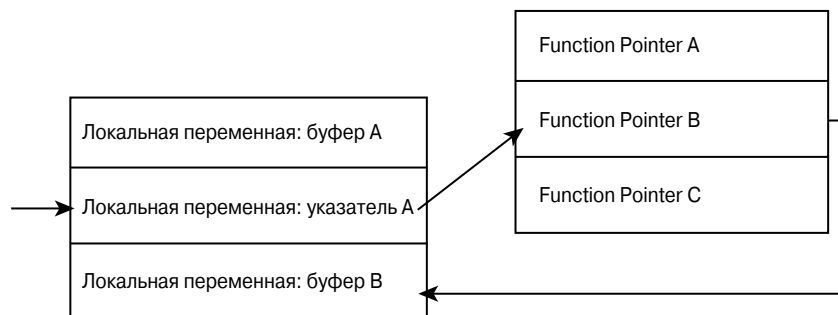 Function Pointer A
Function Pointer B
Function Pointer C
Локальная переменная: буфер А
Локальная переменная: указатель А
Локальная переменная: буфер В